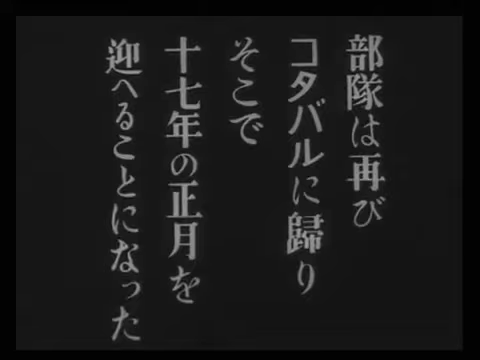 部隊は再び
コタバルに歸り
そこで
十七年の正月を
迎へることになった